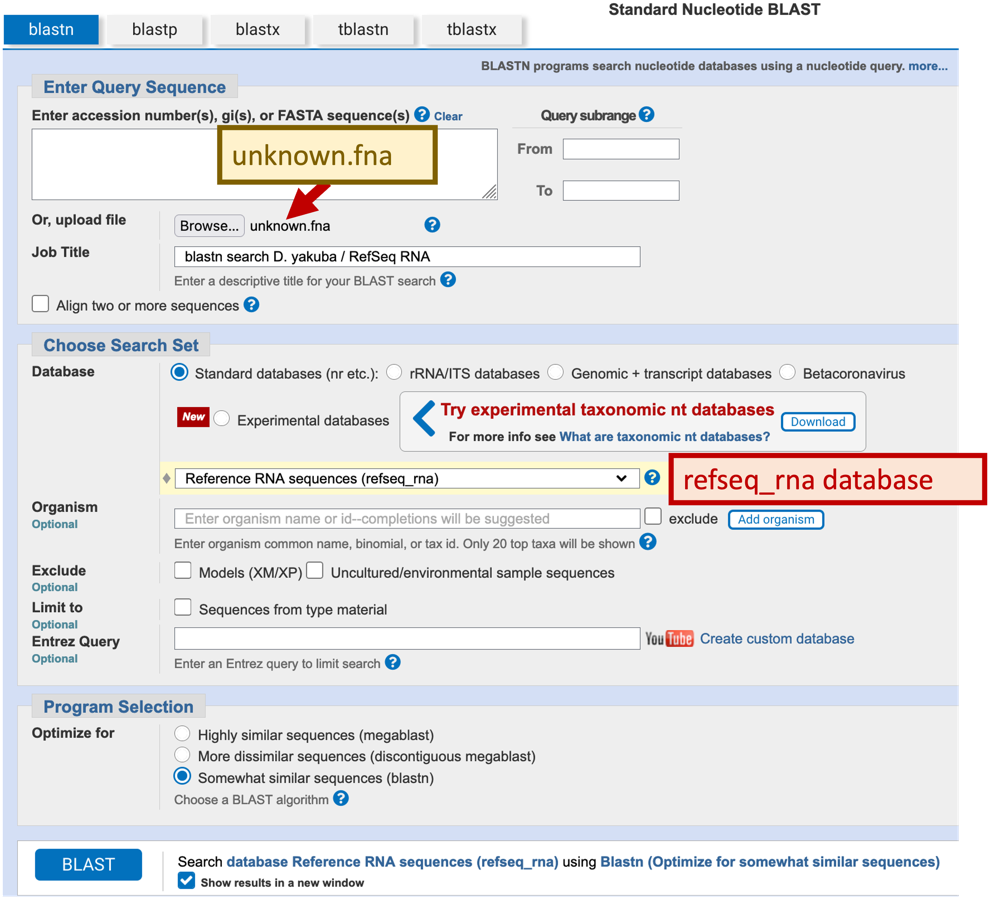 Standard Nucleotide BLAST
blastn blastp blastx tblastn tblastx
BLASTN programs search nucleotide databases using a nucleotide query. more...
Enter Query Sequence
Enter accession number(s), gi(s), or FASTA sequence(s) ? Clear
Query subrange ?
unknown.fna
From
To
Or, upload file
Browse... unknown.fna ?
Job Title
blastn search D. yakuba / RefSeq RNA
Enter a descriptive title for your BLAST search ?
Align two or more sequences ?
Choose Search Set
Database
Standard databases (nr etc.): rRNA/ITS databases Genomic + transcript databases Betacoronavirus
New Experimental databases
Try experimental taxonomic nt databases
For more info see What are taxonomic nt databases?
Download
Reference RNA sequences (refseq_rna) ?
refseq_rna database
Organism
Optional
Enter organism name or id--completions will be suggested
exclude Add organism
Enter organism common name, binomial, or tax id. Only 20 top taxa will be shown ?
Exclude
Optional
Models (XM/XP) Uncultured/environmental sample sequences
Limit to
Optional
Sequences from type material
Entrez Query
Optional
YouTube Create custom database
Enter an Entrez query to limit search ?
Program Selection
Optimize for
Highly similar sequences (megablast)
More dissimilar sequences (discontiguous megablast)
Somewhat similar sequences (blastn)
Choose a BLAST algorithm ?
BLAST
Search database Reference RNA sequences (refseq_rna) using Blastn (Optimize for somewhat similar sequences)
Show results in a new window